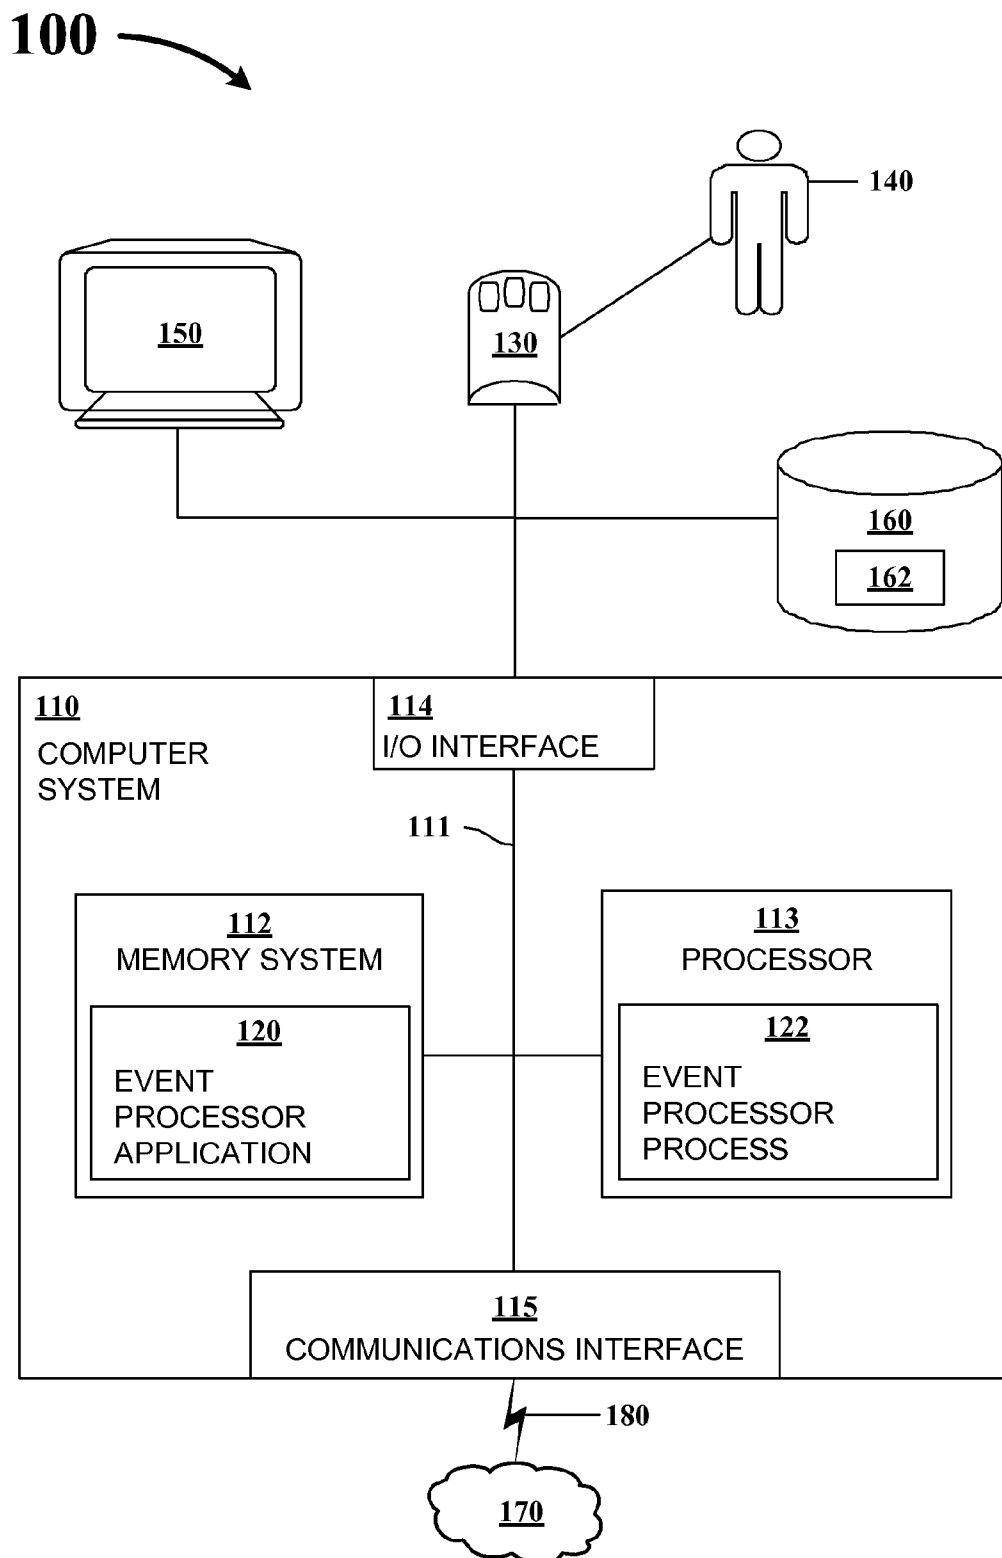 100
140
150
130
160
162
110
COMPUTER
SYSTEM
114
I/O INTERFACE
111
112
MEMORY SYSTEM
120
EVENT
PROCESSOR
APPLICATION
113
PROCESSOR
122
EVENT
PROCESSOR
PROCESS
115
COMMUNICATIONS INTERFACE
180
170